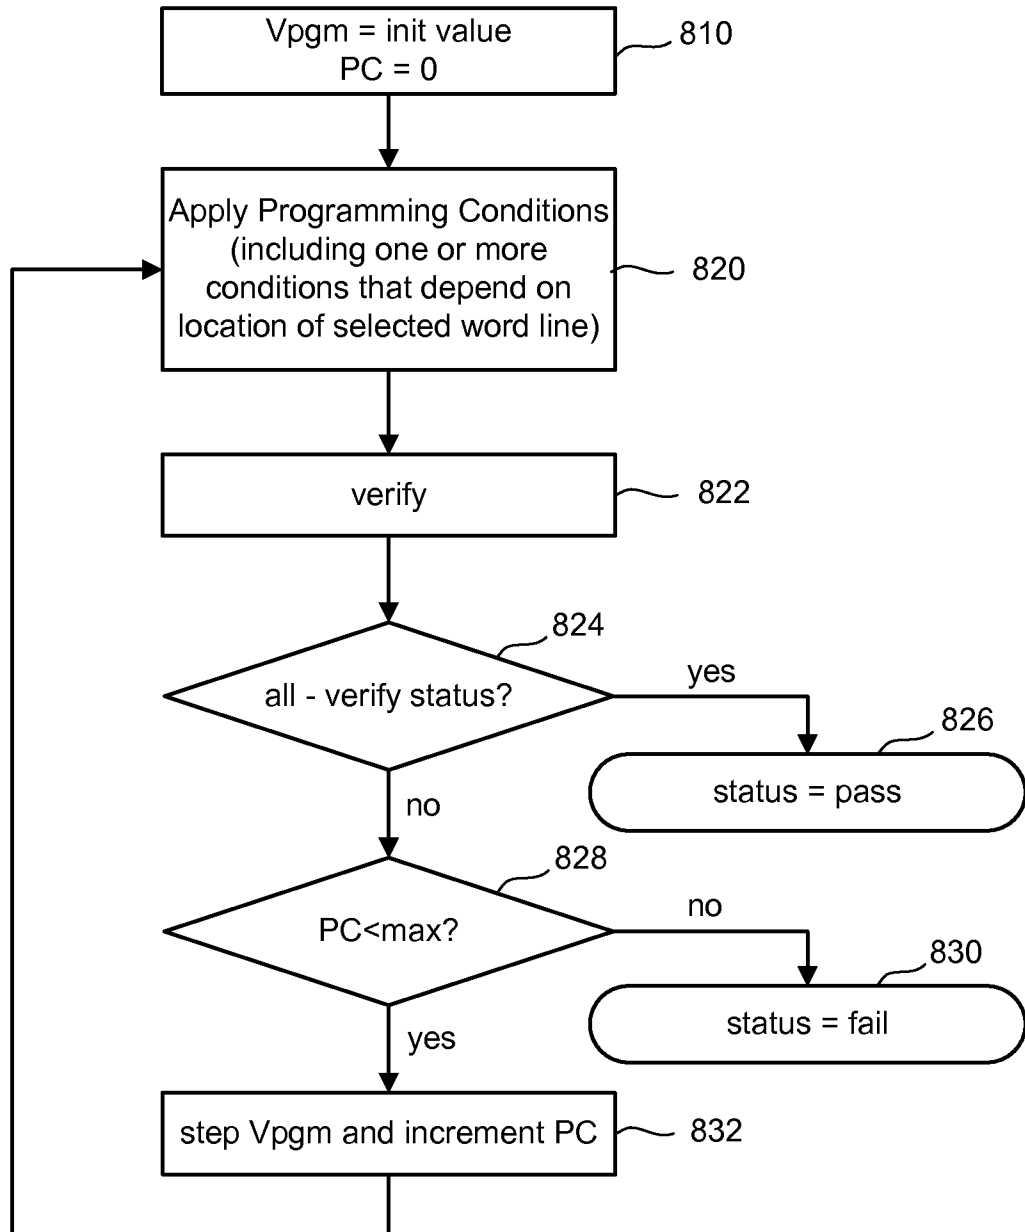 Vpgm = init value
PC = 0
810
Apply Programming Conditions
(including one or more
conditions that depend on
location of selected word line)
820
verify
822
824
all - verify status?
yes
826
status = pass
no
828
PC<max?
no
830
status = fail
yes
step Vpgm and increment PC
832